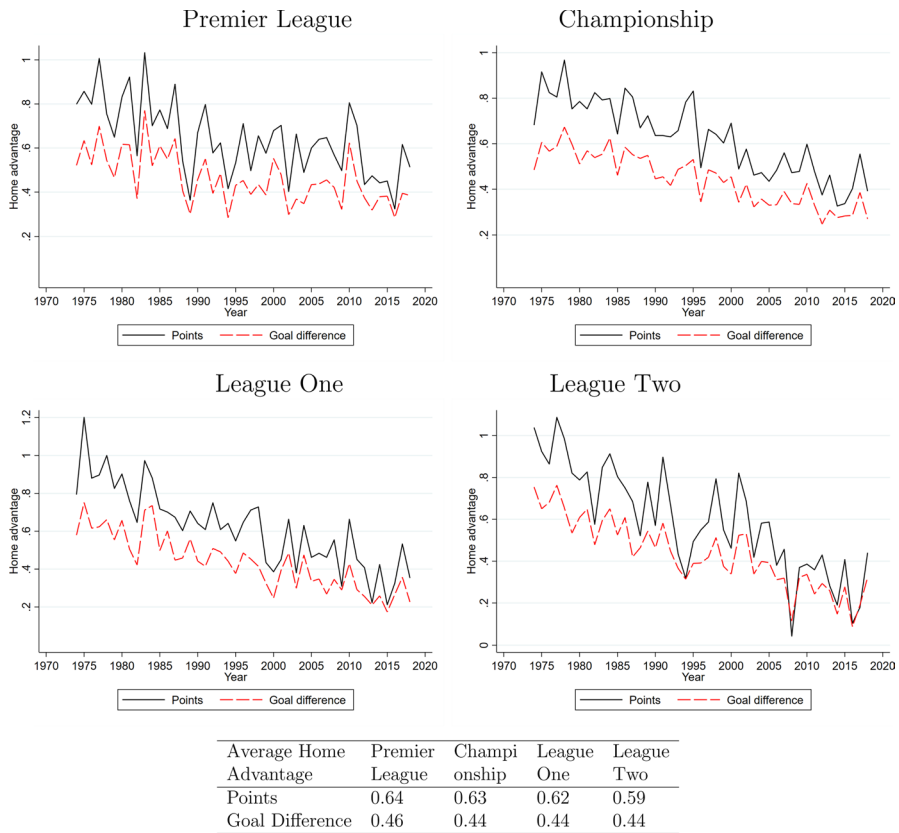 Premier League
Championship
Home advantage
.2 .4 .6 .8 1
1970 1975 1980 1985 1990 1995 2000 2005 2010 2015 2020
Year
Points Goal difference
Home advantage
.2 .4 .6 .8 1
1970 1975 1980 1985 1990 1995 2000 2005 2010 2015 2020
Year
Points Goal difference
League One
League Two
Home advantage
.2 .4 .6 .8 1 1.2
1970 1975 1980 1985 1990 1995 2000 2005 2010 2015 2020
Year
Points Goal difference
Home advantage
0 .2 .4 .6 .8 1
1970 1975 1980 1985 1990 1995 2000 2005 2010 2015 2020
Year
Points Goal difference
Average Home Premier Champi League League
Advantage League onship One Two
Points 0.64 0.63 0.62 0.59
Goal Difference 0.46 0.44 0.44 0.44